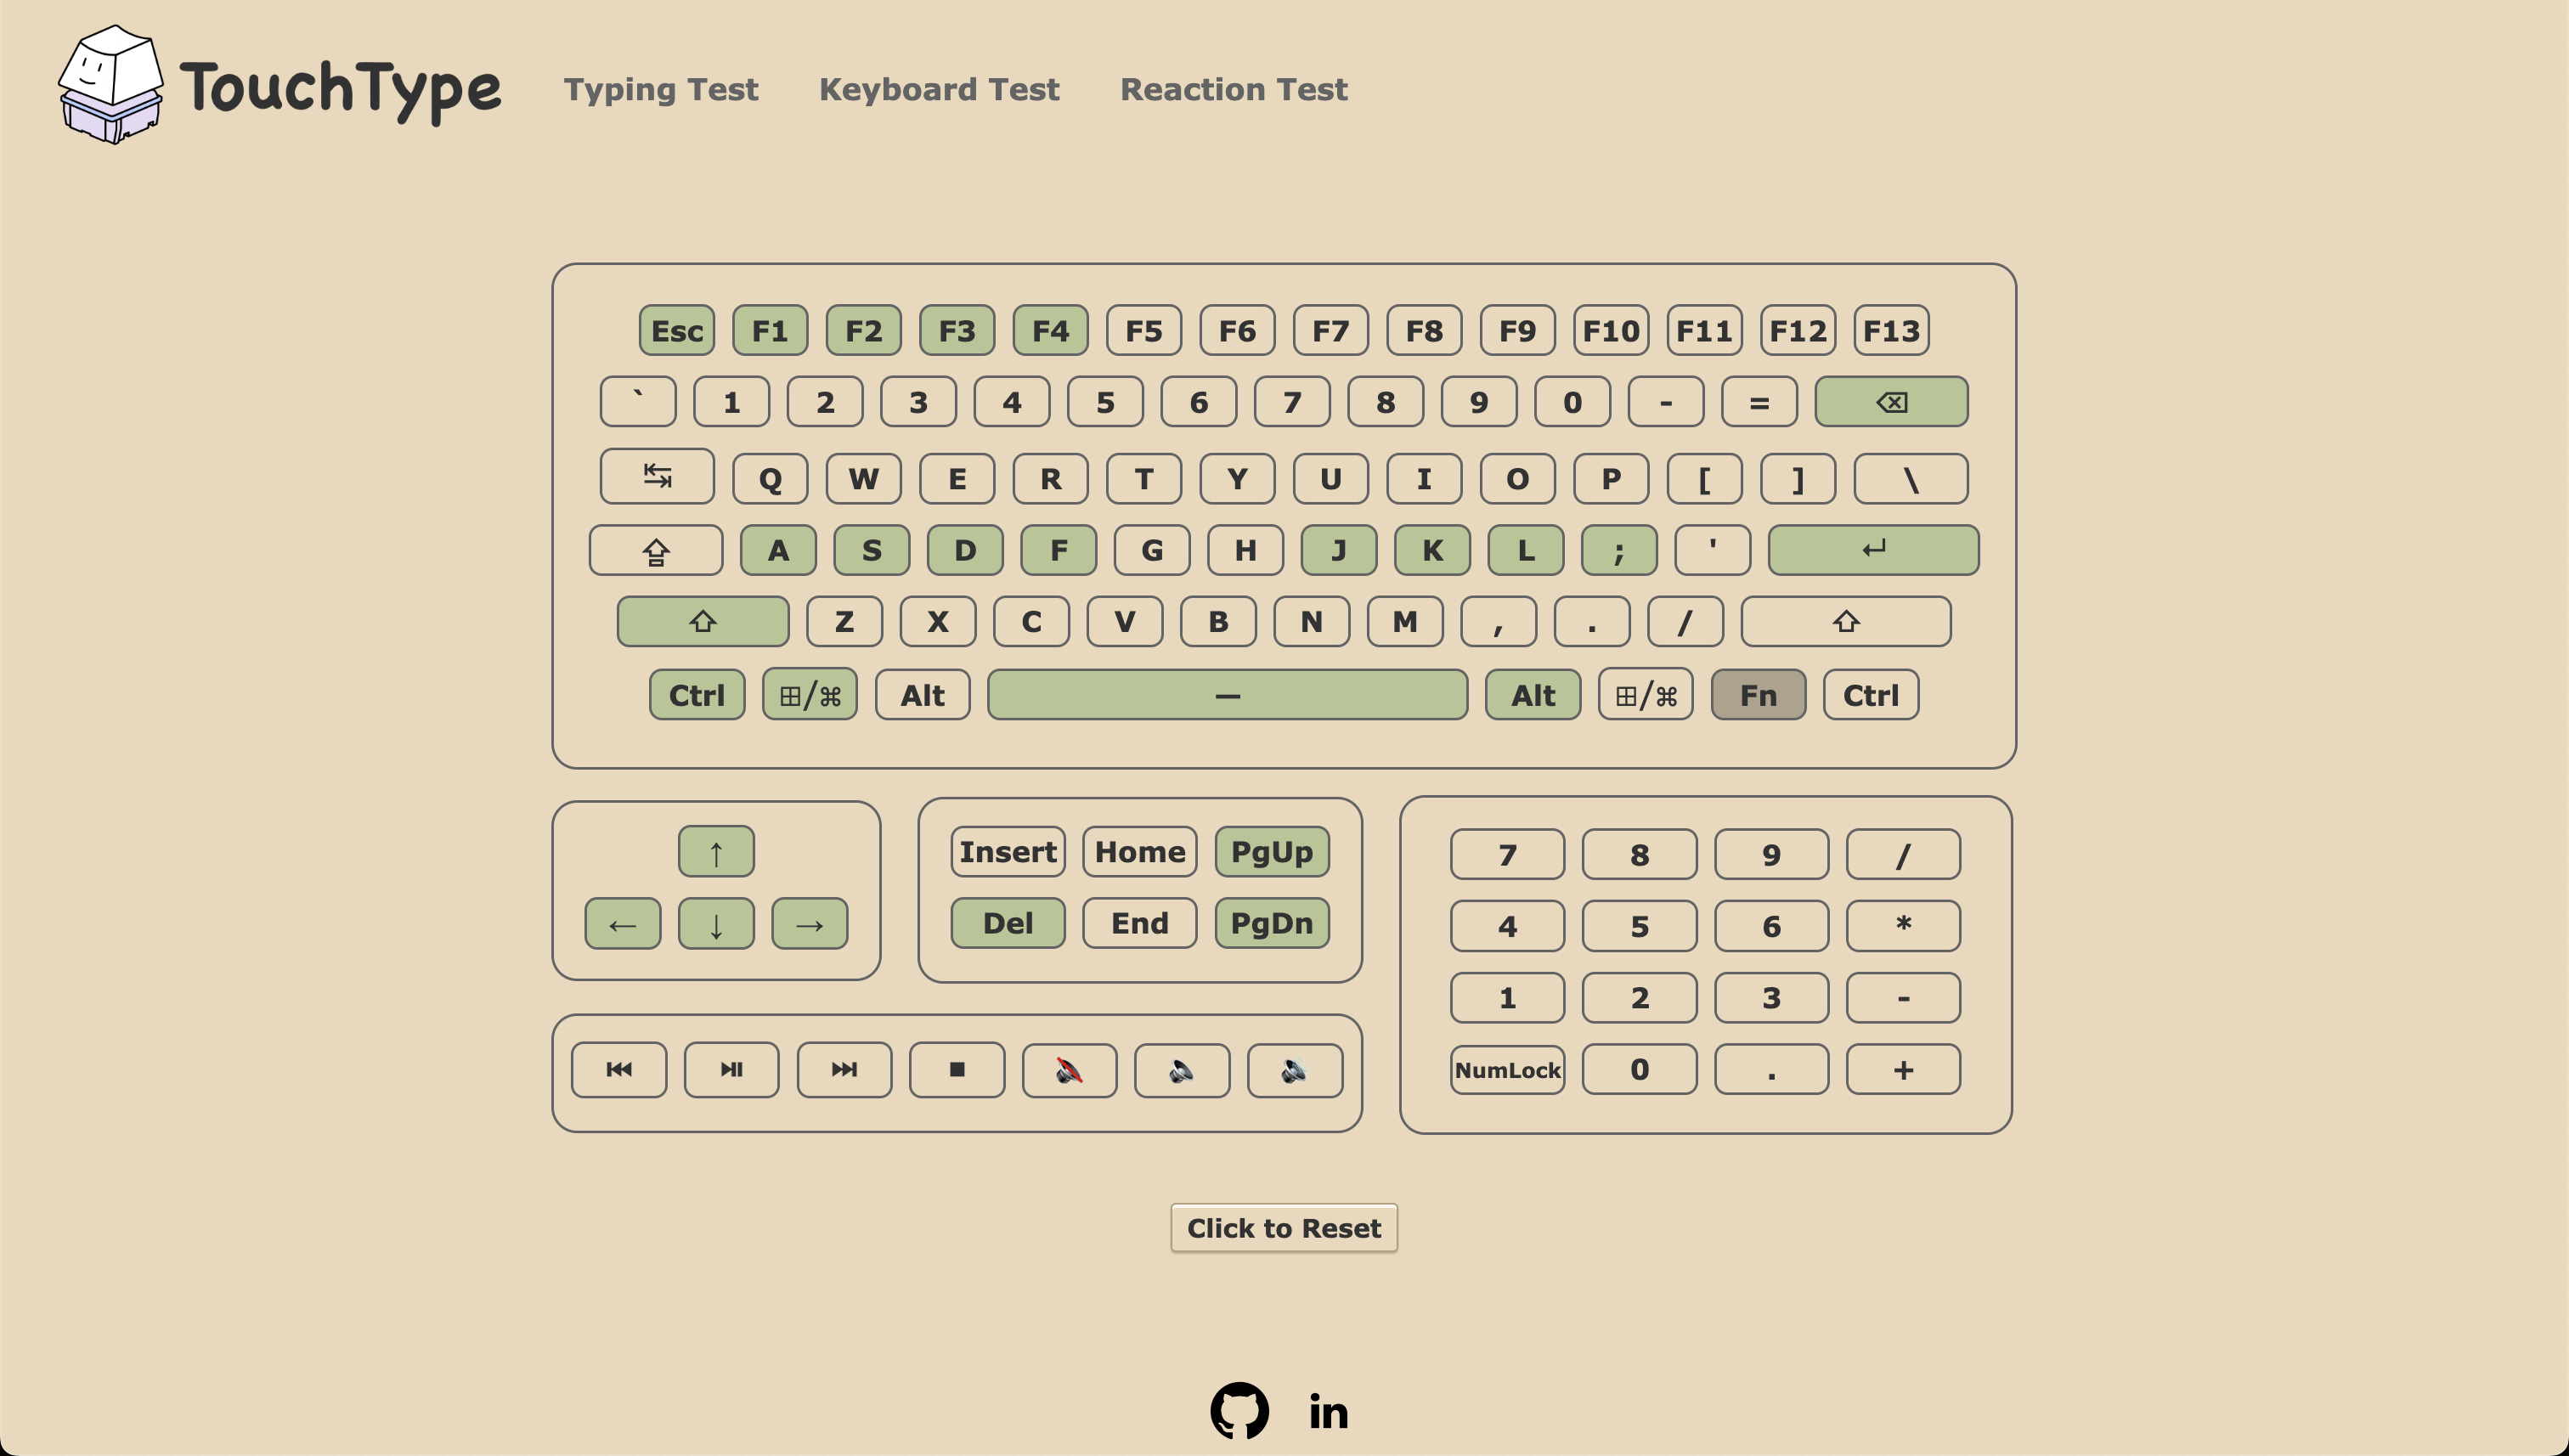 TouchType
Typing Test Keyboard Test Reaction Test
Esc F1 F2 F3 F4 F5 F6 F7 F8 F9 F10 F11 F12 F13
` 1 2 3 4 5 6 7 8 9 0 - = ⌫
↹ Q W E R T Y U I O P [ ] \
⇪ A S D F G H J K L ; ' ↵
⇧ Z X C V B N M , . / ⇧
Ctrl ⊞/⌘ Alt — Alt ⊞/⌘ Fn Ctrl
↑
← ↓ →
Insert Home PgUp
Del End PgDn
7 8 9 /
4 5 6 *
1 2 3 -
NumLock 0 . +
⏮ ⏯ ⏭ ⏹ 🔇 🔉 🔊
Click to Reset
in